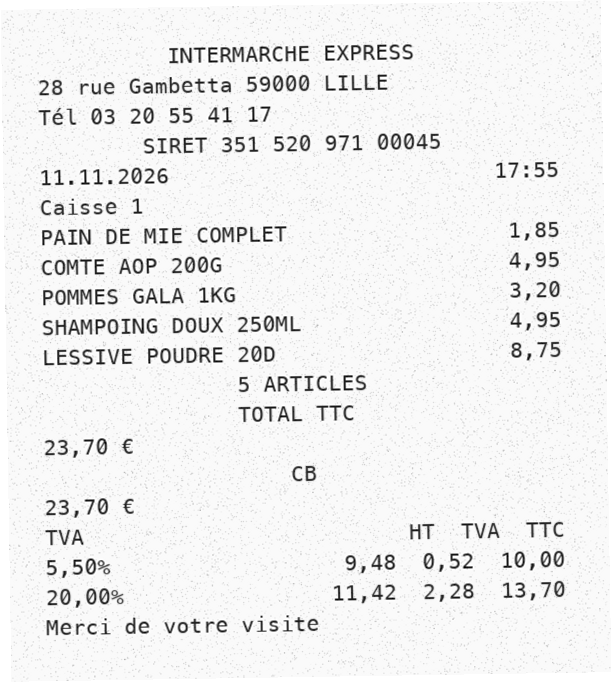 INTERMARCHE EXPRESS
28 rue Gambetta 59000 LILLE
Tél 03 20 55 41 17
SIRET 351 520 971 00045
11.11.2026 17:55
Caisse 1
PAIN DE MIE COMPLET 1,85
COMTE AOP 200G 4,95
POMMES GALA 1KG 3,20
SHAMPOING DOUX 250ML 4,95
LESSIVE POUDRE 20D 8,75
5 ARTICLES
TOTAL TTC
23,70 €
CB
23,70 €
TVA HT TVA TTC
5,50% 9,48 0,52 10,00
20,00% 11,42 2,28 13,70
Merci de votre visite